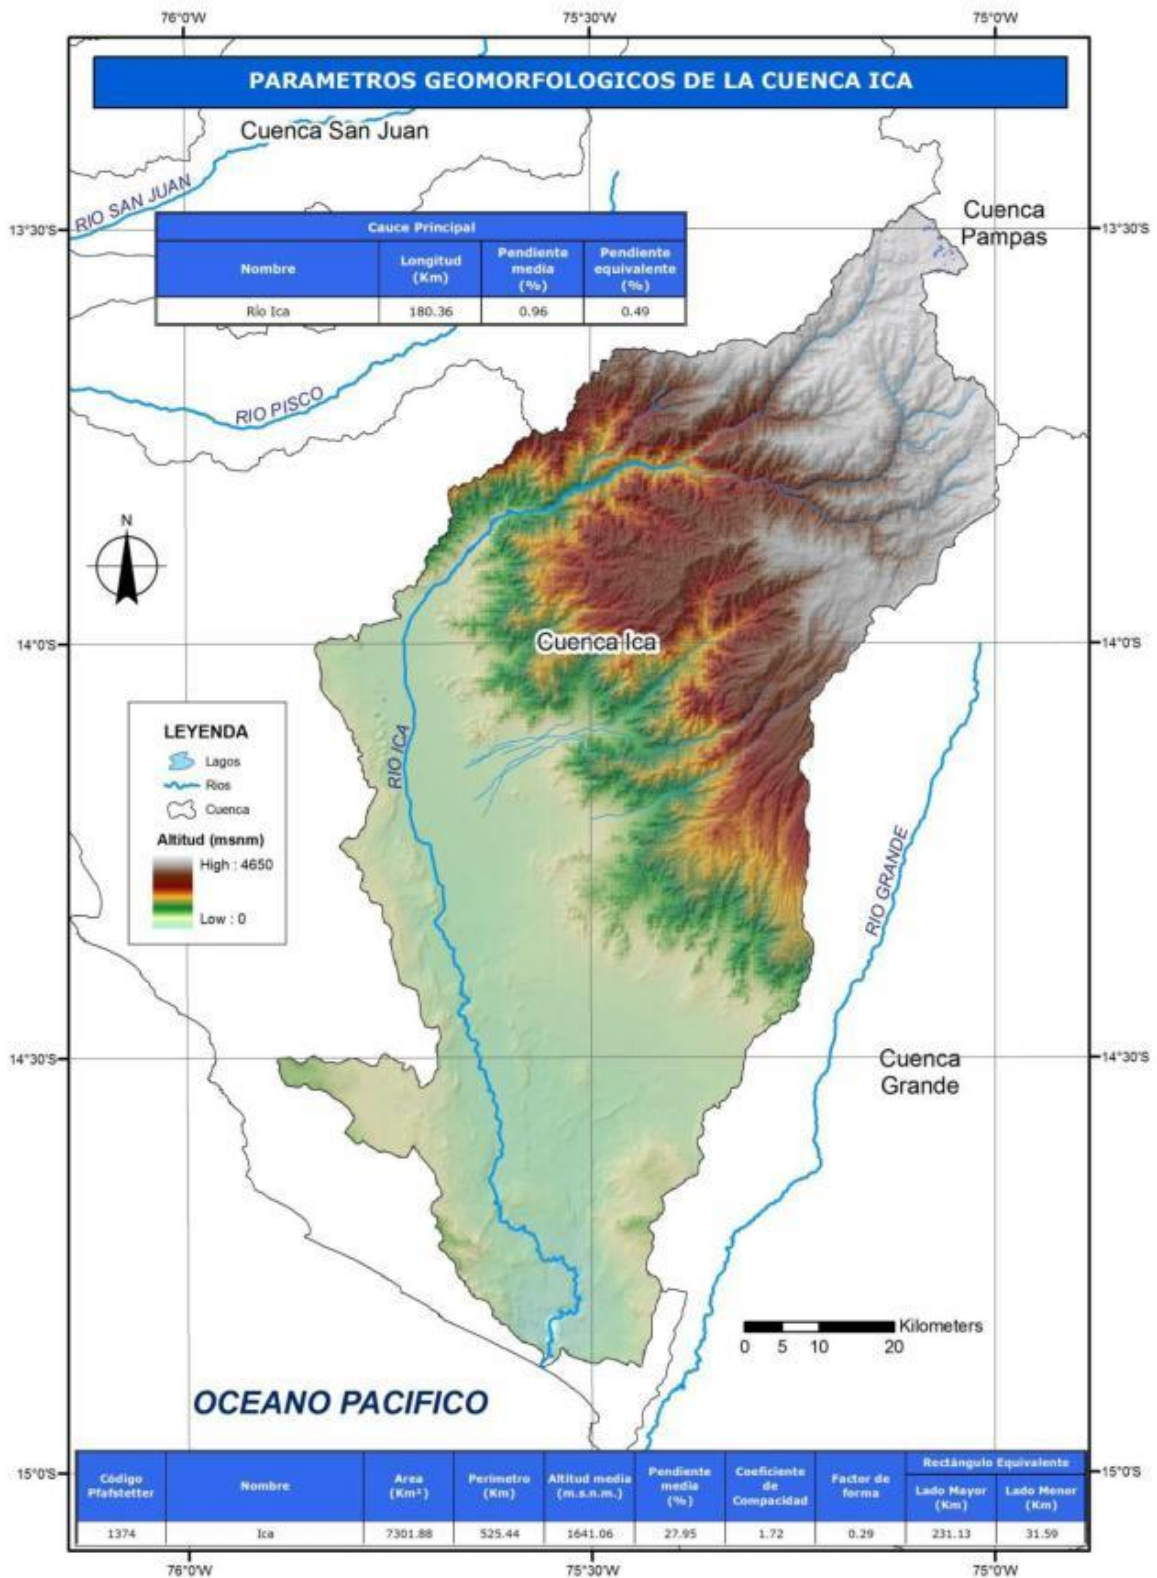 76°0'W 75°30'W 75°0'W
PARAMETROS GEOMORFOLOGICOS DE LA CUENCA ICA
Cuenca San Juan
RIO SAN JUAN
Cuenca
Pampas
13°30'S 13°30'S
Cauce Principal
Nombre Longitud (Km) Pendiente media (%) Pendiente equivalente (%)
Río Ica 180.36 0.96 0.49
RIO PISCO
N
14°0'S 14°0'S
Cuenca Ica
LEYENDA
Lagos
Rios
Cuenca
Altitud (msnm)
High : 4650
Low : 0
RIO ICA
RIO GRANDE
14°30'S 14°30'S
Cuenca
Grande
Kilometers
0 5 10 20
OCEANO PACIFICO
15°0'S 15°0'S
Código Pfafstetter Nombre Area (Km²) Perímetro (Km) Altitud media (m.s.n.m.) Pendiente media (%) Coeficiente de Compacidad Factor de forma Rectángulo Equivalente Lado Mayor (Km) Lado Menor (Km)
1374 Ica 7301.88 525.44 1641.06 27.95 1.72 0.29 231.13 31.59
76°0'W 75°30'W 75°0'W